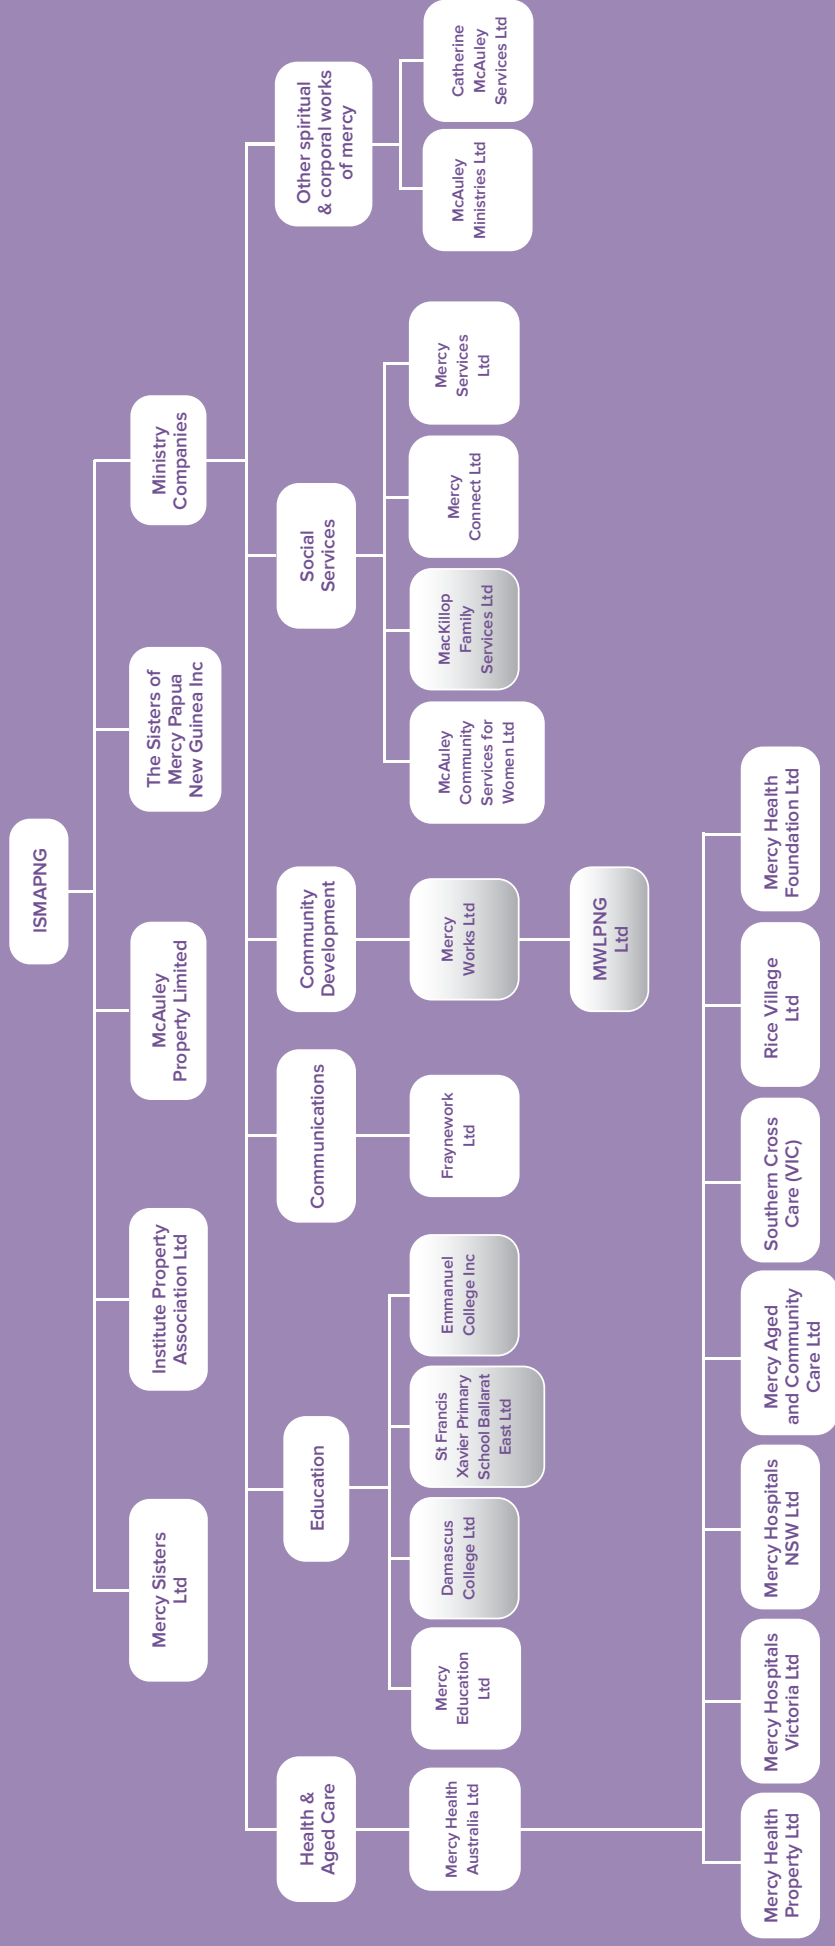 ISMAPNG
Mercy Sisters
Ltd
Institute Property
Association Ltd
McAuley
Property Limited
The Sisters of
Mercy Papua
New Guinea Inc
Ministry
Companies
Health &
Aged Care
Education
Communications
Community
Development
Social
Services
Other spiritual
& corporal works
of mercy
Mercy Health
Australia Ltd
Mercy
Education
Ltd
Damascus
College Ltd
St Francis
Xavier Primary
School Ballarat
East Ltd
Emmanuel
College Inc
Fraynework
Ltd
Mercy
Works Ltd
McAuley
Community
Services for
Women Ltd
MacKillop
Family
Services Ltd
Mercy
Connect Ltd
Mercy
Services
Ltd
McAuley
Ministries Ltd
Catherine
McAuley
Services Ltd
MWLPNG
Ltd
Mercy Health
Property Ltd
Mercy Hospitals
Victoria Ltd
Mercy Hospitals
NSW Ltd
Mercy Aged
and Community
Care Ltd
Southern Cross
Care (VIC)
Rice Village
Ltd
Mercy Health
Foundation Ltd